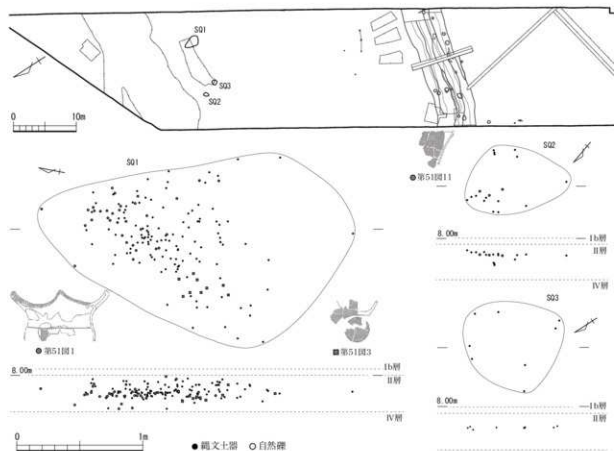 SQ1
SQ3
SQ2
0 10m
SQ1
第51図11
SQ2
8.00m
Ⅰb層
Ⅱ層
Ⅳ層
第51図1
第51図3
SQ3
8.00m
Ⅰb層
Ⅱ層
Ⅳ層
8.00m
Ⅰb層
Ⅱ層
0 1m
●縄文土器 ○自然礫